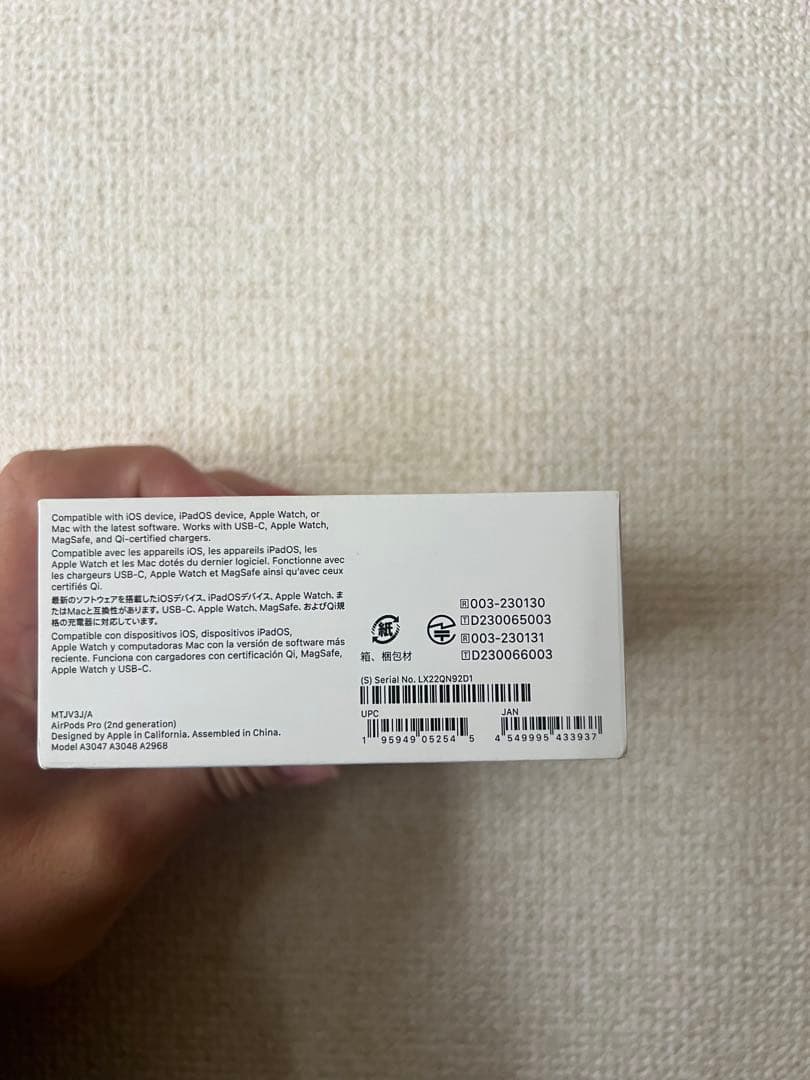 Compatible with iOS device, iPadOS device, Apple Watch, or
Mac with the latest software. Works with USB-C, Apple Watch,
MagSafe, and Qi-certified chargers.
Compatible avec les appareils iOS, les appareils iPadOS, les
Apple Watch et les Mac dotés du dernier logiciel. Fonctionne avec
les chargeurs USB-C, Apple Watch et MagSafe ainsi qu'avec ceux
certifiés Qi.
最新のソフトウェアを搭載したiOSデバイス、iPadOSデバイス、Apple Watch、ま
たはMacと互換性があります。USB-C、Apple Watch、MagSafe、およびQi規
格の充電器に対応しています。
Compatible con dispositivos iOS, dispositivos iPadOS,
Apple Watch y computadoras Mac con la versión de software más
reciente. Funciona con cargadores con certificación Qi, MagSafe,
Apple Watch y USB-C.
MTJV3J/A
AirPods Pro (2nd generation)
Designed by Apple in California. Assembled in China.
Model A3047 A3048 A2968
紙
箱、梱包材
R 003-230130
T D230065003
R 003-230131
T D230066003
(S) Serial No. LX22QN92D1
UPC
1 95949 05254 5
JAN
4 549995 433937